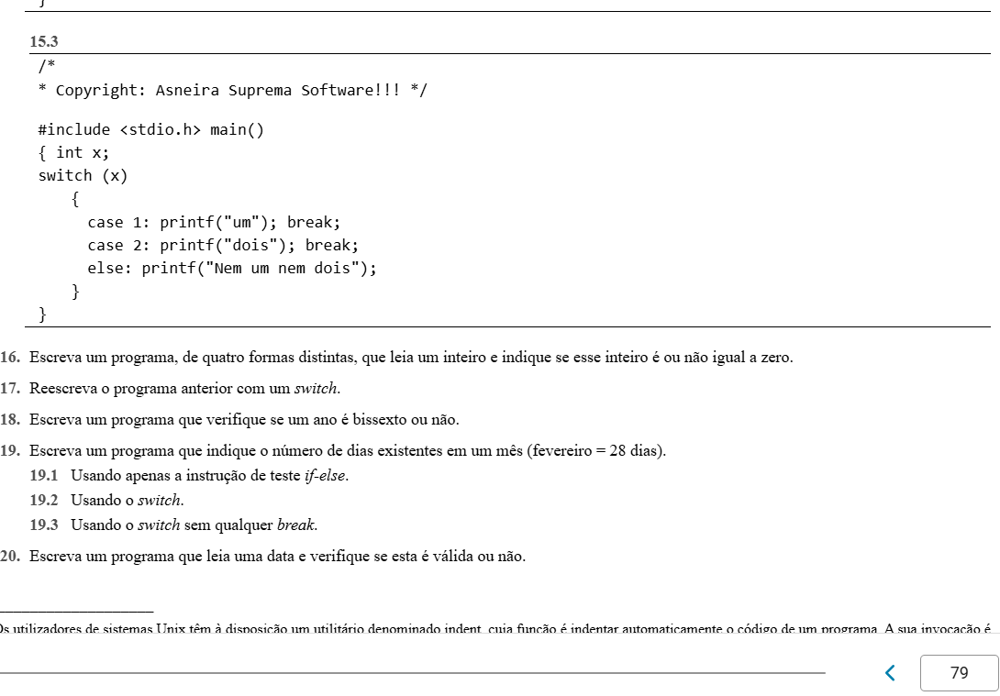 }
15.3
/*
* Copyright: Asneira Suprema Software!!! */
#include <stdio.h> main()
{ int x;
switch (x)
{
case 1: printf("um"); break;
case 2: printf("dois"); break;
else: printf("Nem um nem dois");
}
}
16. Escreva um programa, de quatro formas distintas, que leia um inteiro e indique se esse inteiro é ou não igual a zero.
17. Reescreva o programa anterior com um switch.
18. Escreva um programa que verifique se um ano é bissexto ou não.
19. Escreva um programa que indique o número de dias existentes em um mês (fevereiro = 28 dias).
19.1 Usando apenas a instrução de teste if-else.
19.2 Usando o switch.
19.3 Usando o switch sem qualquer break.
20. Escreva um programa que leia uma data e verifique se esta é válida ou não.
Os utilizadores de sistemas Unix têm à disposição um utilitário denominado indent, cuja função é indentar automaticamente o código de um programa. A sua invocação é
79